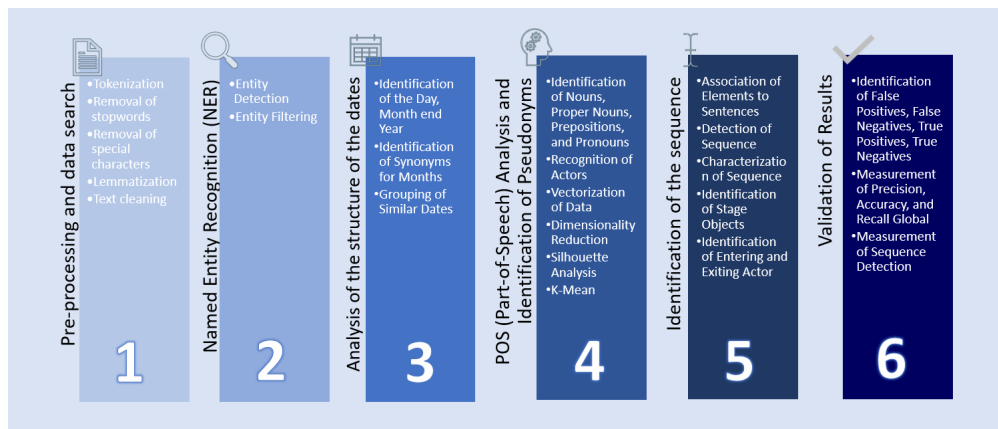 Pre-processing and data search
•Tokenization
•Removal of
stopwords
•Removal of
special
characters
•Lemmatization
•Text cleaning
1
Named Entity Recognition (NER)
•Entity
Detection
•Entity Filtering
2
Analysis of the structure of the dates
•Identification
of the Day,
Month end
Year
•Identification
of Synonyms
for Months
•Grouping of
Similar Dates
3
POS (Part-of-Speech) Analysis and
Identification of Pseudonyms
•Identification
of Nouns,
Proper Nouns,
Prepositions,
and Pronouns
•Recognition of
Actors
•Vectorization
of Data
•Dimensionality
Reduction
•Silhouette
Analysis
•K-Mean
4
Identification of the sequence
•Association of
Elements to
Sentences
•Detection of
Sequence
•Characterizatio
n of Sequence
•Identification
of Stage
Objects
•Identification
of Entering and
Exiting Actor
5
Validation of Results
•Identification
of False
Positives, False
Negatives, True
Positives, True
Negatives
•Measurement
of Precision,
Accuracy, and
Recall Global
•Measurement
of Sequence
Detection
6